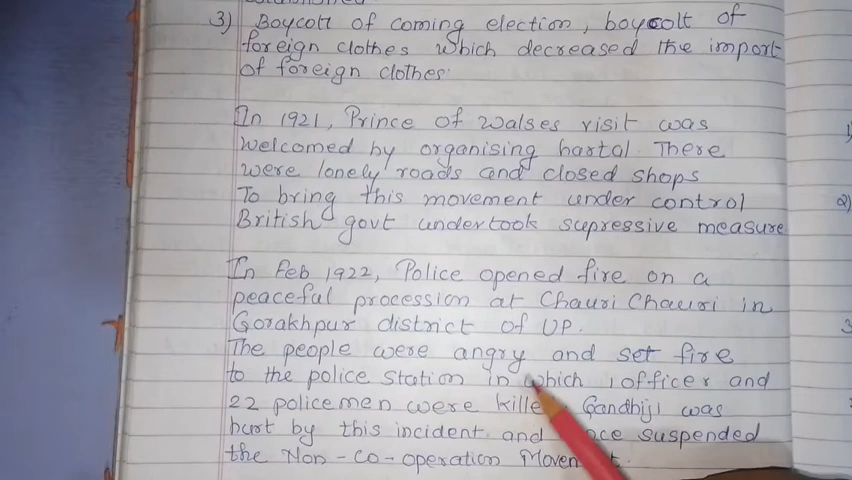 3) Boycott of coming election, boycott of
foreign clothes which decreased the import
of foreign clothes.
In 1921, Prince of Walses visit was
welcomed by organising hartal. There
were lonely roads and closed shops
To bring this movement under control
British govt undertook supressive measure
In Feb 1922, Police opened fire on a
peaceful procession at Chauri Chauri in
Gorakhpur district of UP.
The people were angry and set fire
to the police station in which 1 officer and
22 policemen were kille Gandhiji was
hurt by this incident and suspended
the Non-Co-operation
1)
2)
3